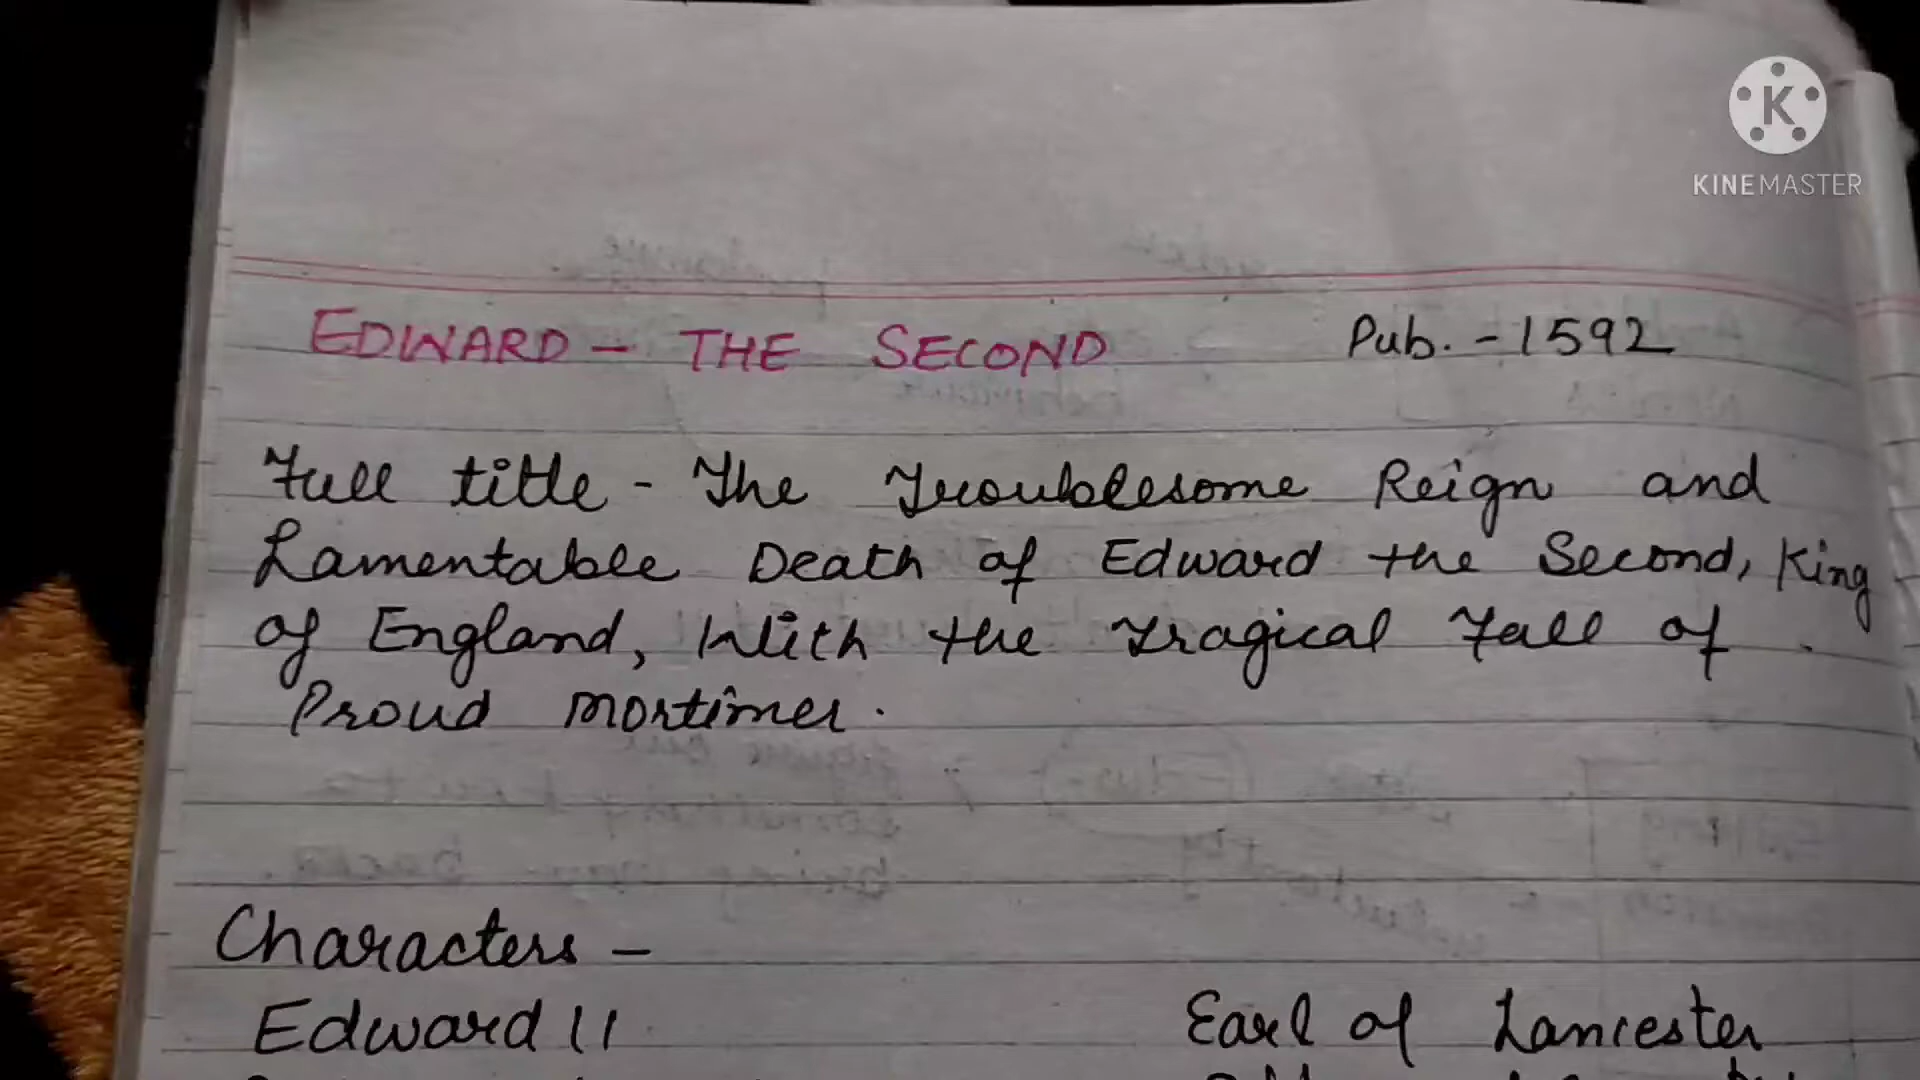 KINEMASTER
EDWARD - THE SECOND Pub. - 1592
Full title - The Troublesome Reign and
Lamentable Death of Edward the Second, King
of England, With the Tragical Fall of
Proud Mortimer.
Characters -
Edward II Earl of Lancester